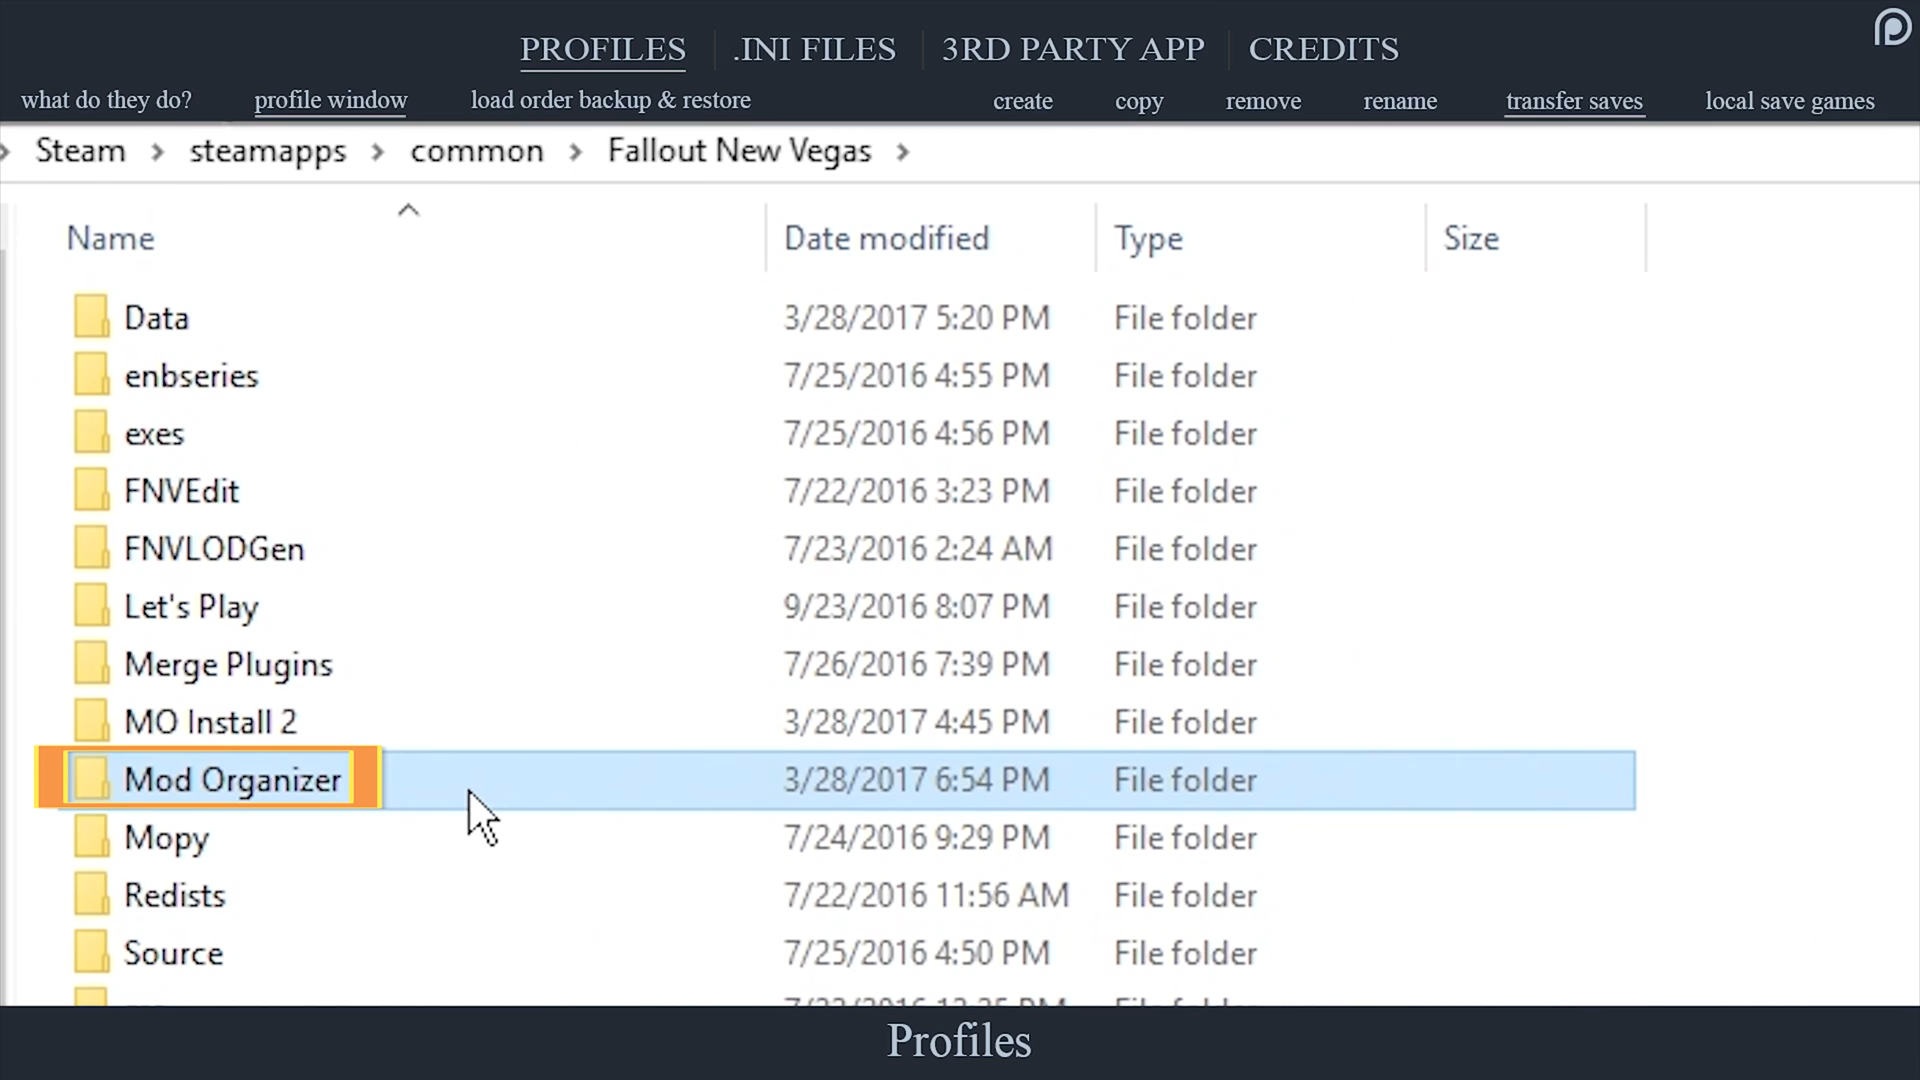 PROFILES .INI FILES 3RD PARTY APP CREDITS
what do they do? profile window load order backup & restore create copy remove rename transfer saves local save games
Steam steamapps common Fallout New Vegas
Name Date modified Type Size
Data 3/28/2017 5:20 PM File folder
enbseries 7/25/2016 4:55 PM File folder
exes 7/25/2016 4:56 PM File folder
FNVEdit 7/22/2016 3:23 PM File folder
FNVLODGen 7/23/2016 2:24 AM File folder
Let's Play 9/23/2016 8:07 PM File folder
Merge Plugins 7/26/2016 7:39 PM File folder
MO Install 2 3/28/2017 4:45 PM File folder
Mod Organizer 3/28/2017 6:54 PM File folder
Mopy 7/24/2016 9:29 PM File folder
Redists 7/22/2016 11:56 AM File folder
Source 7/25/2016 4:50 PM File folder
Profiles